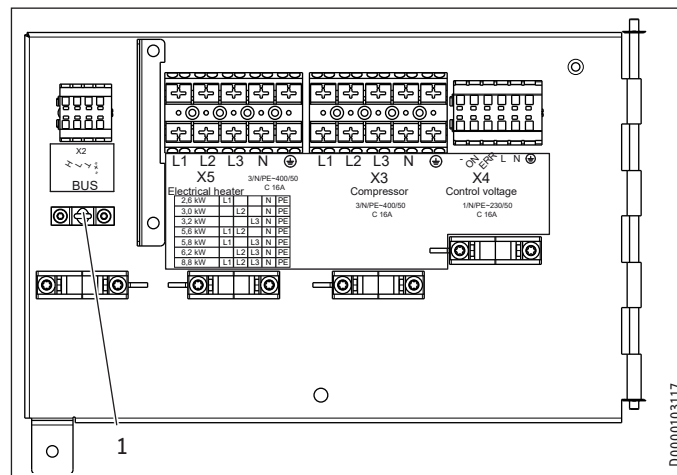 X2
H L ⊥ "+"
BUS
L1 L2 L3 N
X5
3/N/PE~400/50
Electrical heater
C 16A
2,6 kW L1 N PE
3,0 kW L2 N PE
3,2 kW L3 N PE
5,6 kW L1 L2 N PE
5,8 kW L1 L3 N PE
6,2 kW L2 L3 N PE
8,8 kW L1 L2 L3 N PE
L1 L2 L3 N
X3
Compressor
3/N/PE~400/50
C 16A
- ON ERR L N
X4
Control voltage
1/N/PE~230/50
C 16A
1
D0000103117